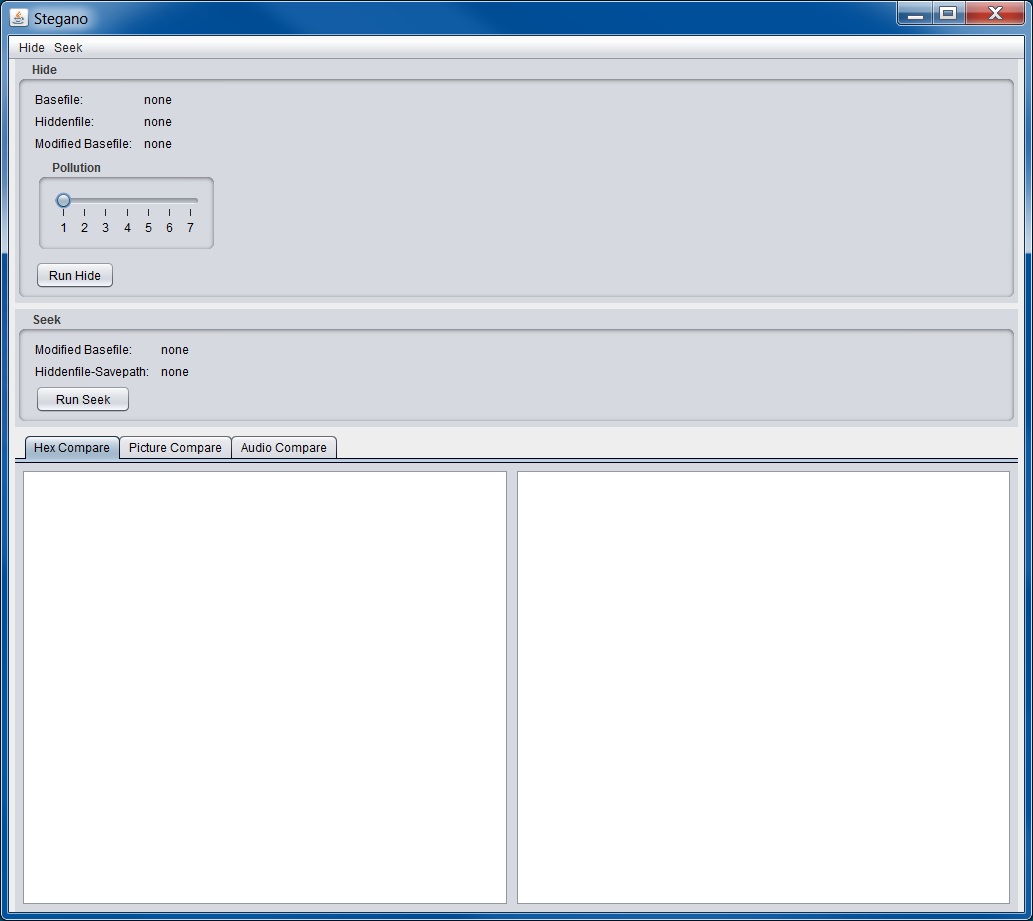 Stegano
Hide Seek
Hide
Basefile: none
Hiddenfile: none
Modified Basefile: none
Pollution
1 2 3 4 5 6 7
Run Hide
Seek
Modified Basefile: none
Hiddenfile-Savepath: none
Run Seek
Hex Compare Picture Compare Audio Compare